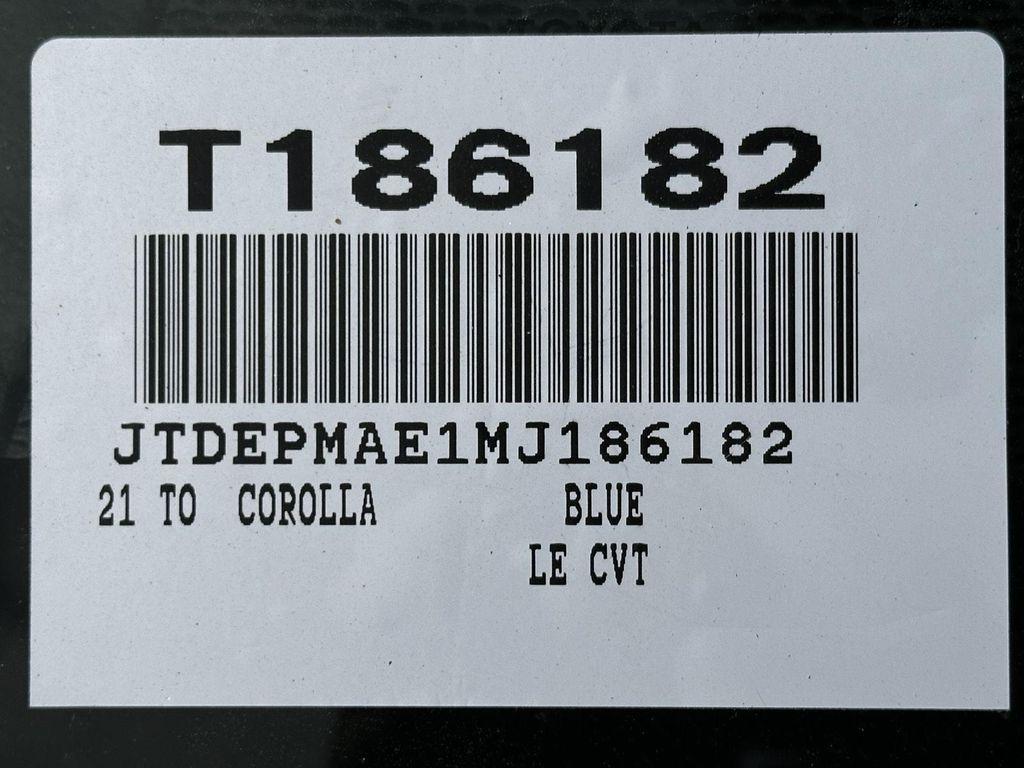 T186182
JTDEPMAE1MJ186182
21 TO COROLLA BLUE
LE CVT